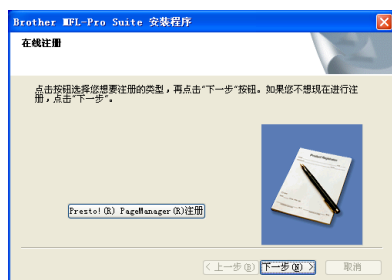 Brother MFL-Pro Suite 安装程序
在线注册
点击按钮选择您想要注册的类型，再点击“下一步”按钮。如果您不想现在进行注
册，点击“下一步”。
Presto!(R) PageManager(R)注册
<上一步(B) 下一步(N)> 取消